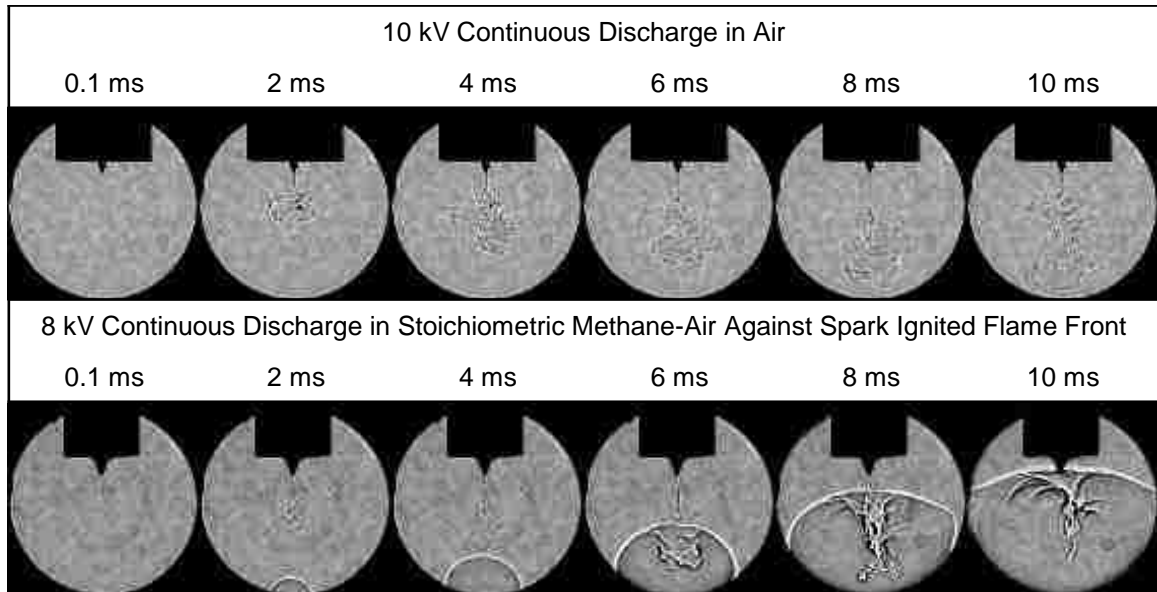 10 kV Continuous Discharge in Air
0.1 ms 2 ms 4 ms 6 ms 8 ms 10 ms
8 kV Continuous Discharge in Stoichiometric Methane-Air Against Spark Ignited Flame Front
0.1 ms 2 ms 4 ms 6 ms 8 ms 10 ms